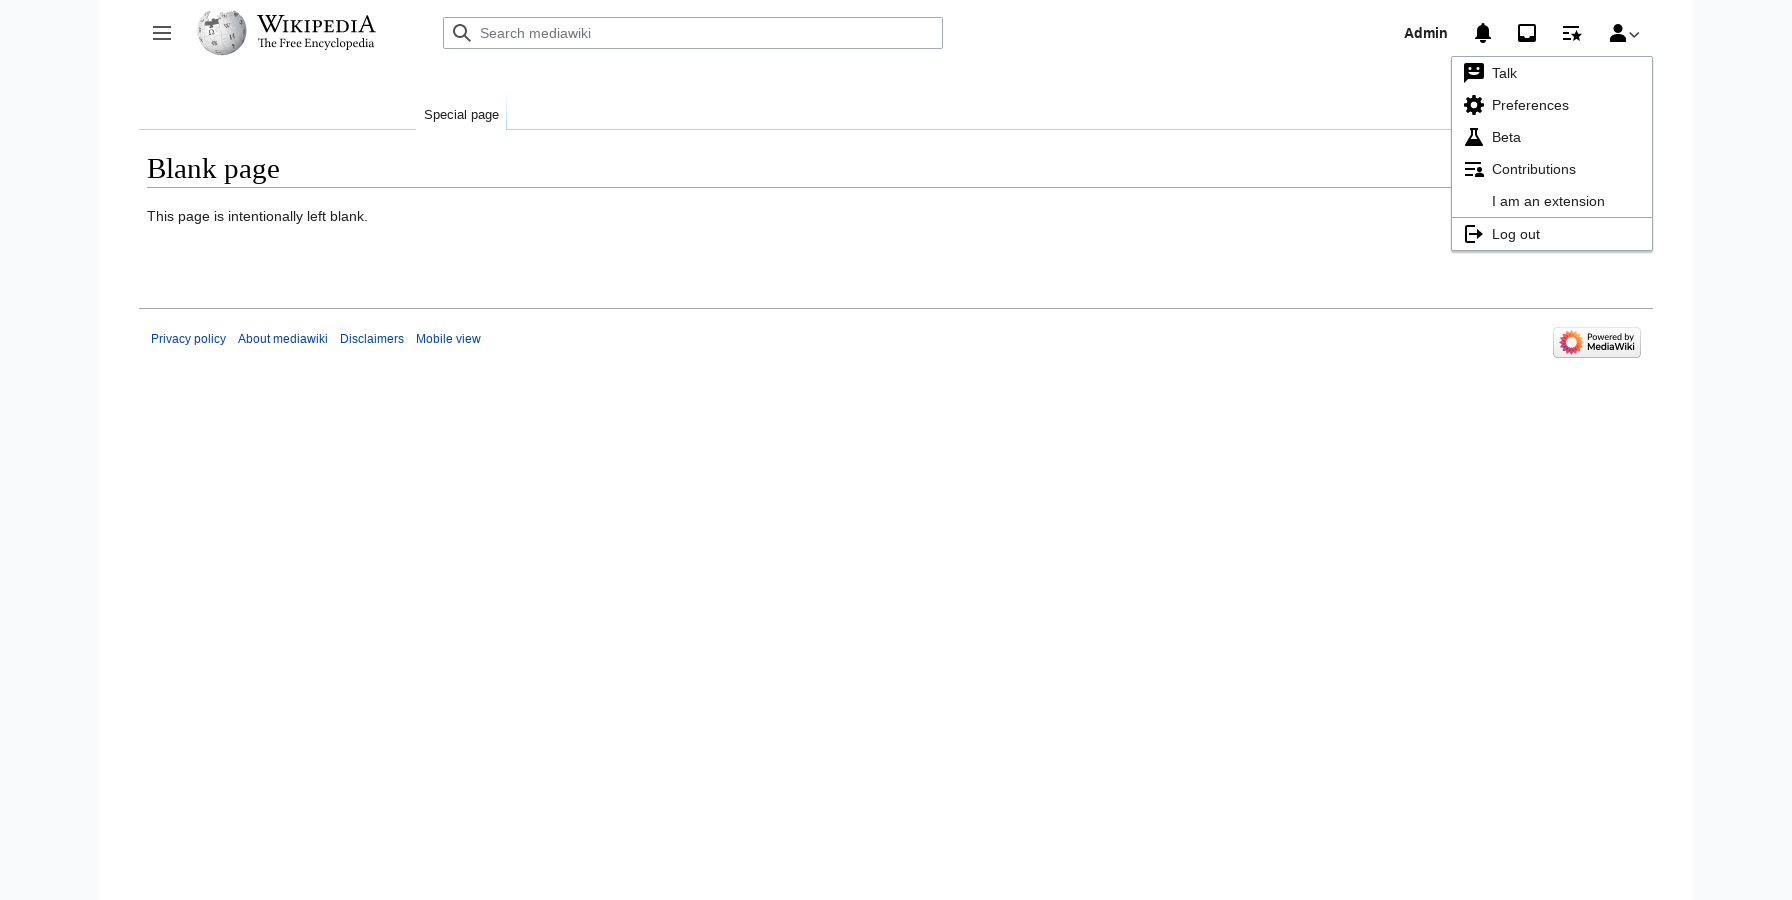 WIKIPEDIA
The Free Encyclopedia
Search mediawiki
Admin
Talk
Preferences
Beta
Contributions
I am an extension
Log out
Special page
Blank page
This page is intentionally left blank.
Privacy policy About mediawiki Disclaimers Mobile view
Powered by
MediaWiki